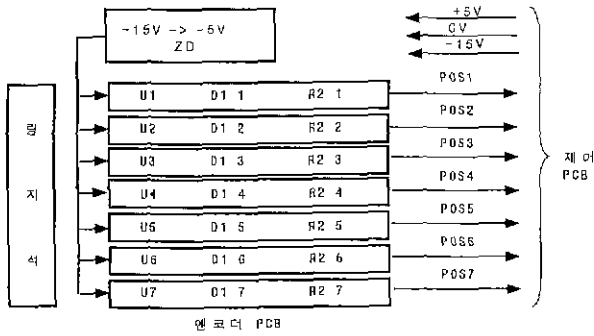 -15V -> -5V
ZD
+5V
0V
-15V
U1 D1 1 R2 1
POS1
U2 D1 2 R2 2
POS2
U3 D1 3 R2 3
POS3
U4 D1 4 R2 4
POS4
U5 D1 5 R2 5
POS5
U6 D1 6 R2 6
POS6
U7 D1 7 R2 7
POS7
링
자
석
제어
PCB
엔코더 PCB